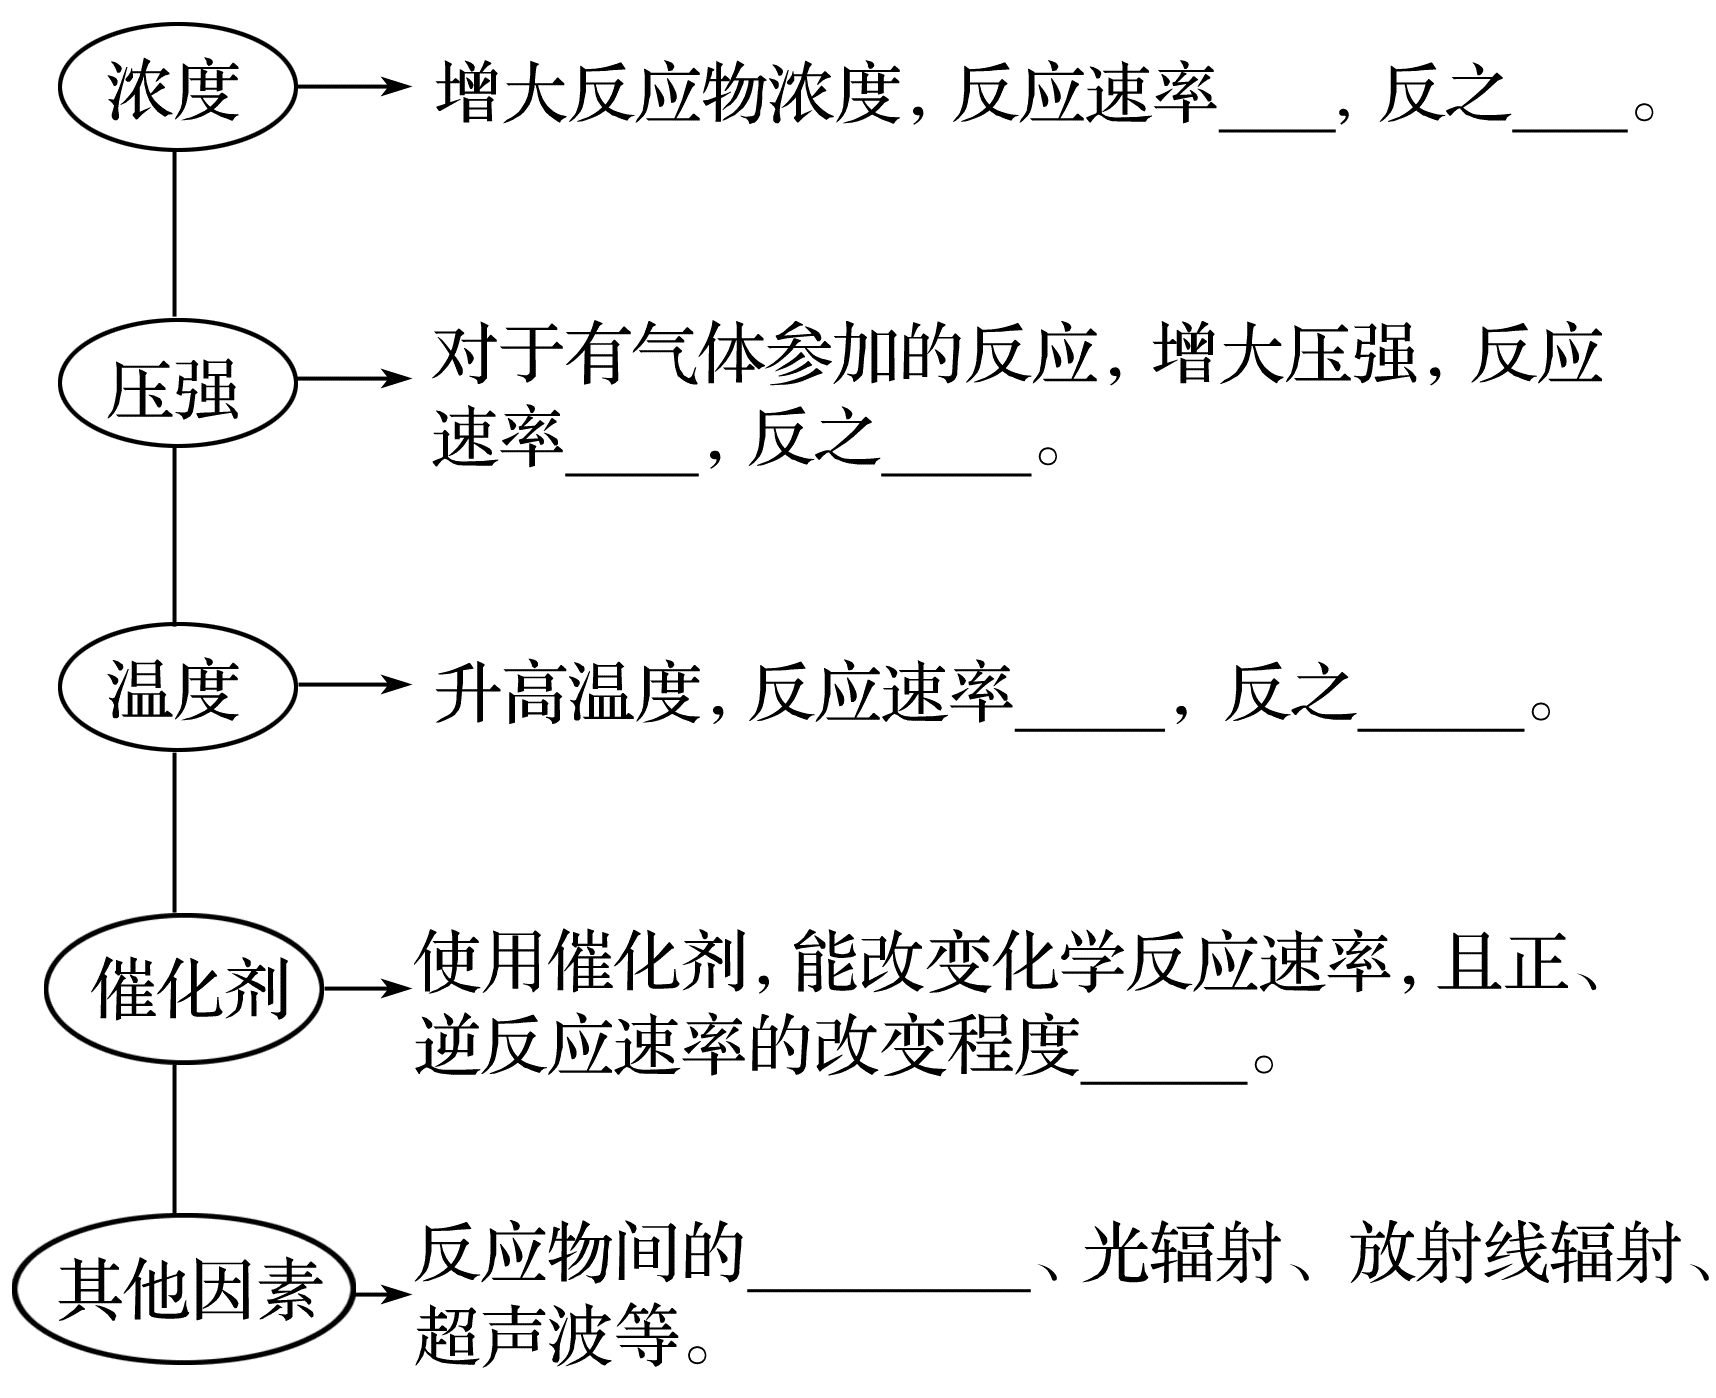 浓度
增大反应物浓度,反应速率____,反之____。
压强
对于有气体参加的反应,增大压强,反应
速率____,反之____。
温度
升高温度,反应速率____,反之____。
催化剂
使用催化剂,能改变化学反应速率,且正、
逆反应速率的改变程度____。
其他因素
反应物间的________、光辐射、放射线辐射、
超声波等。